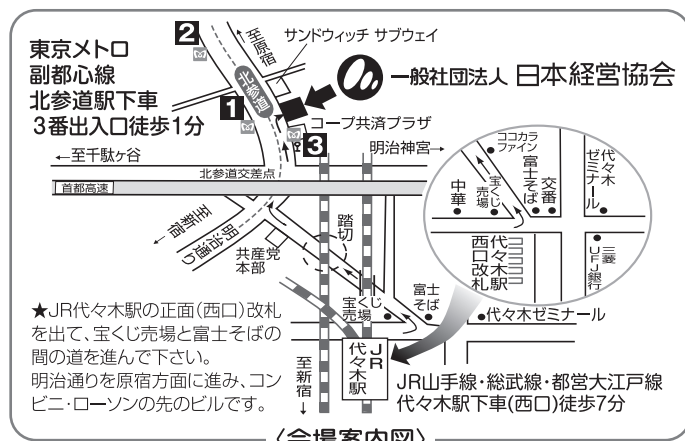 東京メトロ
副都心線
北参道駅下車
3番出入口徒歩1分
2
至原宿
サンドウィッチ サブウェイ
北参道
一般社団法人 日本経営協会
1
コープ共済プラザ
3
明治神宮→
←至千駄ヶ谷
北参道交差点
首都高速
至新宿
明治通り
共産党
本部
踏切
宝くじ
売場
富士
そば
代々木ゼミナール
JR
代々木駅
至新宿
ココカラ
ファイン
中華
宝くじ
売場
富士そば
交番
代々木
ゼミナール
代々木駅
西口改札
三菱
UFJ銀行
★JR代々木駅の正面(西口)改札
を出て、宝くじ売場と富士そばの
間の道を進んで下さい。
明治通りを原宿方面に進み、コン
ビニ・ローソンの先のビルです。
JR山手線・総武線・都営大江戸線
代々木駅下車(西口)徒歩7分
〈会場案内図〉